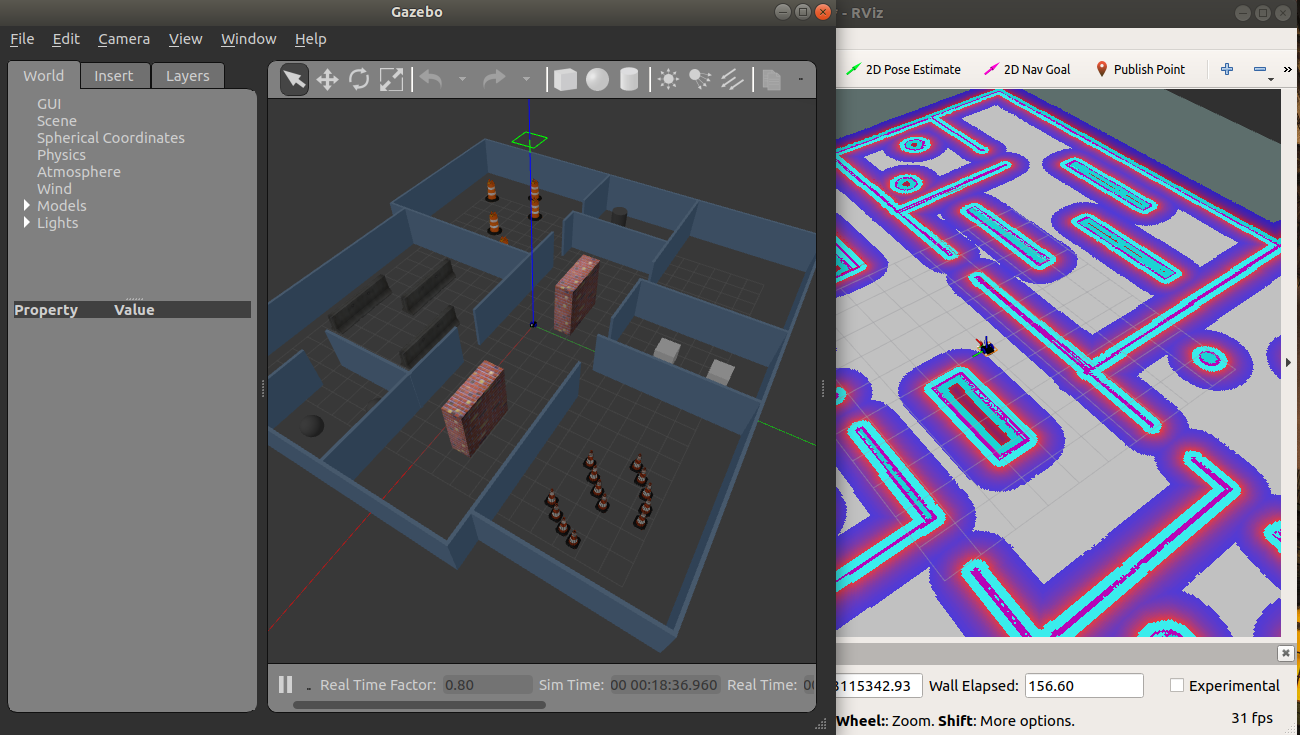 Gazebo
- RViz
File Edit Camera View Window Help
World Insert Layers
2D Pose Estimate 2D Nav Goal Publish Point »
GUI
Scene
Spherical Coordinates
Physics
Atmosphere
Wind
Models
Lights
Property Value
Real Time Factor: 0.80 Sim Time: 00 00:18:36.960 Real Time: 00
3115342.93 Wall Elapsed: 156.60 Experimental
Wheel:: Zoom. Shift: More options. 31 fps